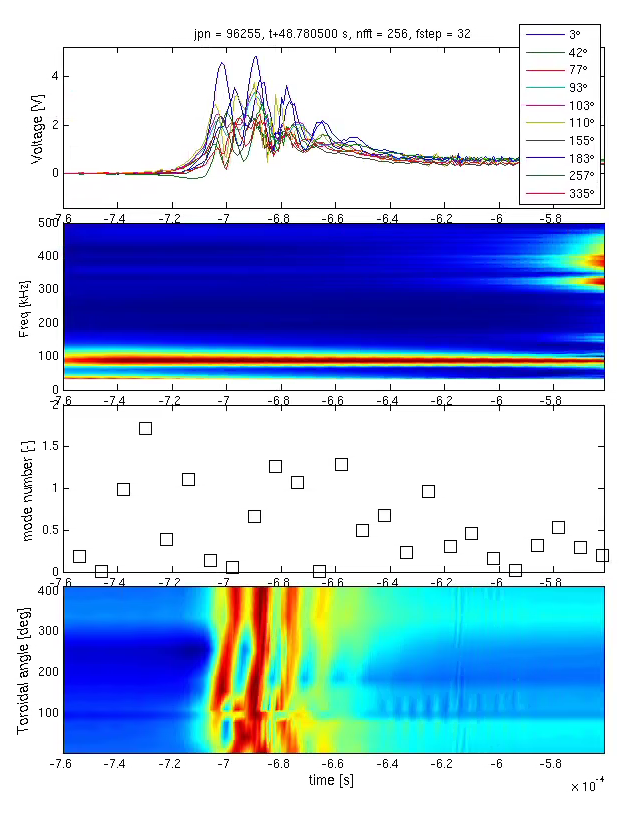 jpn = 96255, t+48.780500 s, nfft = 256, fstep = 32
Voltage [V]
4
2
0
3°
42°
77°
93°
103°
110°
155°
183°
257°
335°
-7.6 -7.4 -7.2 -7 -6.8 -6.6 -6.4 -6.2 -6 -5.8
Freq [kHz]
500
400
300
200
100
0
-7.6 -7.4 -7.2 -7 -6.8 -6.6 -6.4 -6.2 -6 -5.8
mode number [-]
2
1.5
1
0.5
0
-7.6 -7.4 -7.2 -7 -6.8 -6.6 -6.4 -6.2 -6 -5.8
Toroidal angle [deg]
400
300
200
100
-7.6 -7.4 -7.2 -7 -6.8 -6.6 -6.4 -6.2 -6 -5.8
time [s]
× 10⁻⁴